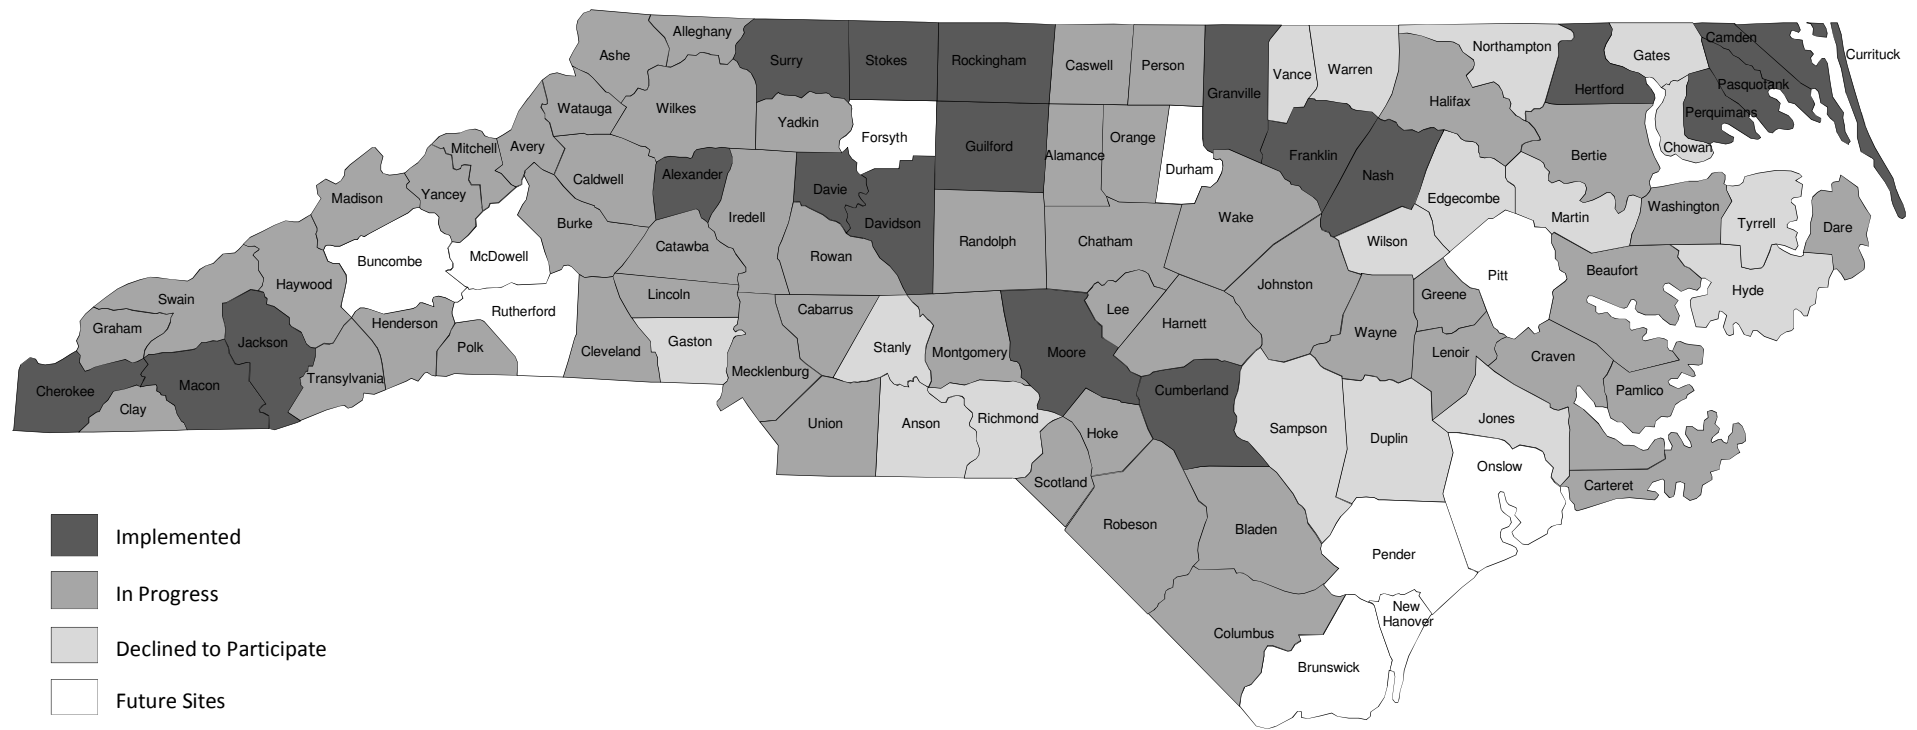 Alleghany
Ashe
Surry
Stokes
Rockingham
Caswell
Person
Granville
Vance
Warren
Northampton
Halifax
Hertford
Gates
Camden
Currituck
Pasquotank
Perquimans
Chowan
Watauga
Wilkes
Yadkin
Forsyth
Guilford
Alamance
Orange
Durham
Franklin
Nash
Edgecombe
Bertie
Mitchell
Avery
Caldwell
Alexander
Iredell
Davie
Davidson
Madison
Yancey
Burke
Catawba
Rowan
Randolph
Chatham
Wake
Wilson
Martin
Washington
Tyrrell
Dare
Buncombe
McDowell
Haywood
Swain
Graham
Lincoln
Rutherford
Henderson
Polk
Cleveland
Gaston
Cabarrus
Stanly
Montgomery
Moore
Lee
Harnett
Johnston
Wayne
Greene
Pitt
Beaufort
Hyde
Lenoir
Craven
Pamlico
Cherokee
Clay
Macon
Jackson
Transylvania
Mecklenburg
Union
Anson
Richmond
Hoke
Cumberland
Sampson
Duplin
Jones
Onslow
Carteret
Scotland
Robeson
Bladen
Pender
Columbus
New
Hanover
Brunswick
Implemented
In Progress
Declined to Participate
Future Sites